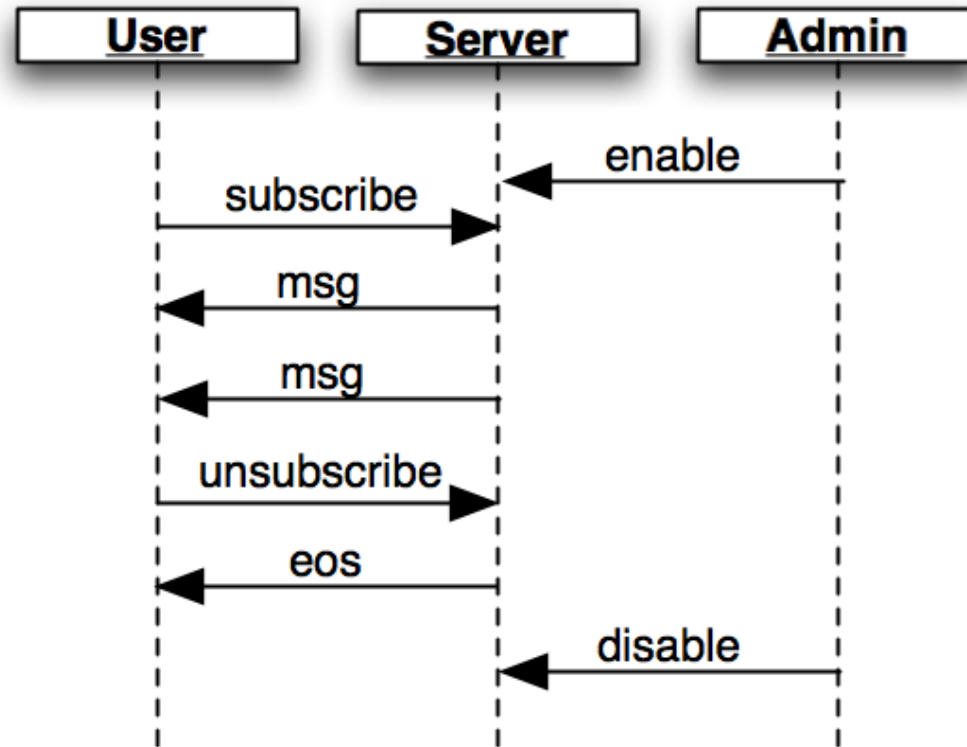 User
Server
Admin
enable
subscribe
msg
msg
unsubscribe
eos
disable